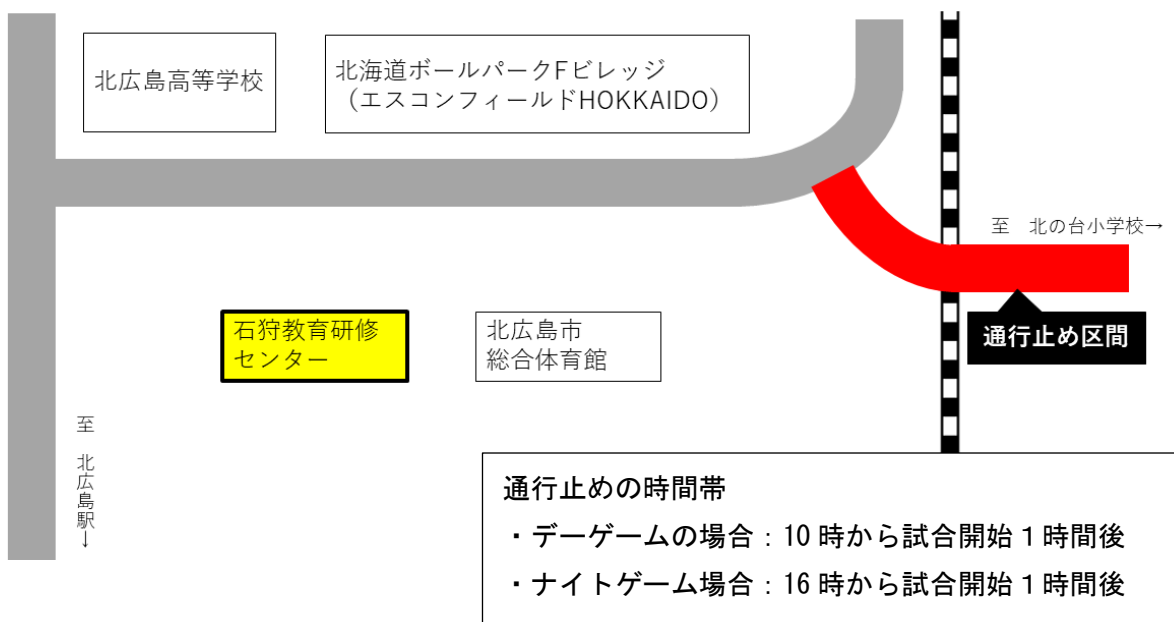 北広島高等学校
北海道ボールパークFビレッジ
（エスコンフィールドHOKKAIDO）
至　北の台小学校→
石狩教育研修
センター
北広島市
総合体育館
通行止め区間
至　北広島駅→
通行止めの時間帯
・デーゲームの場合：10時から試合開始1時間後
・ナイトゲーム場合：16時から試合開始1時間後